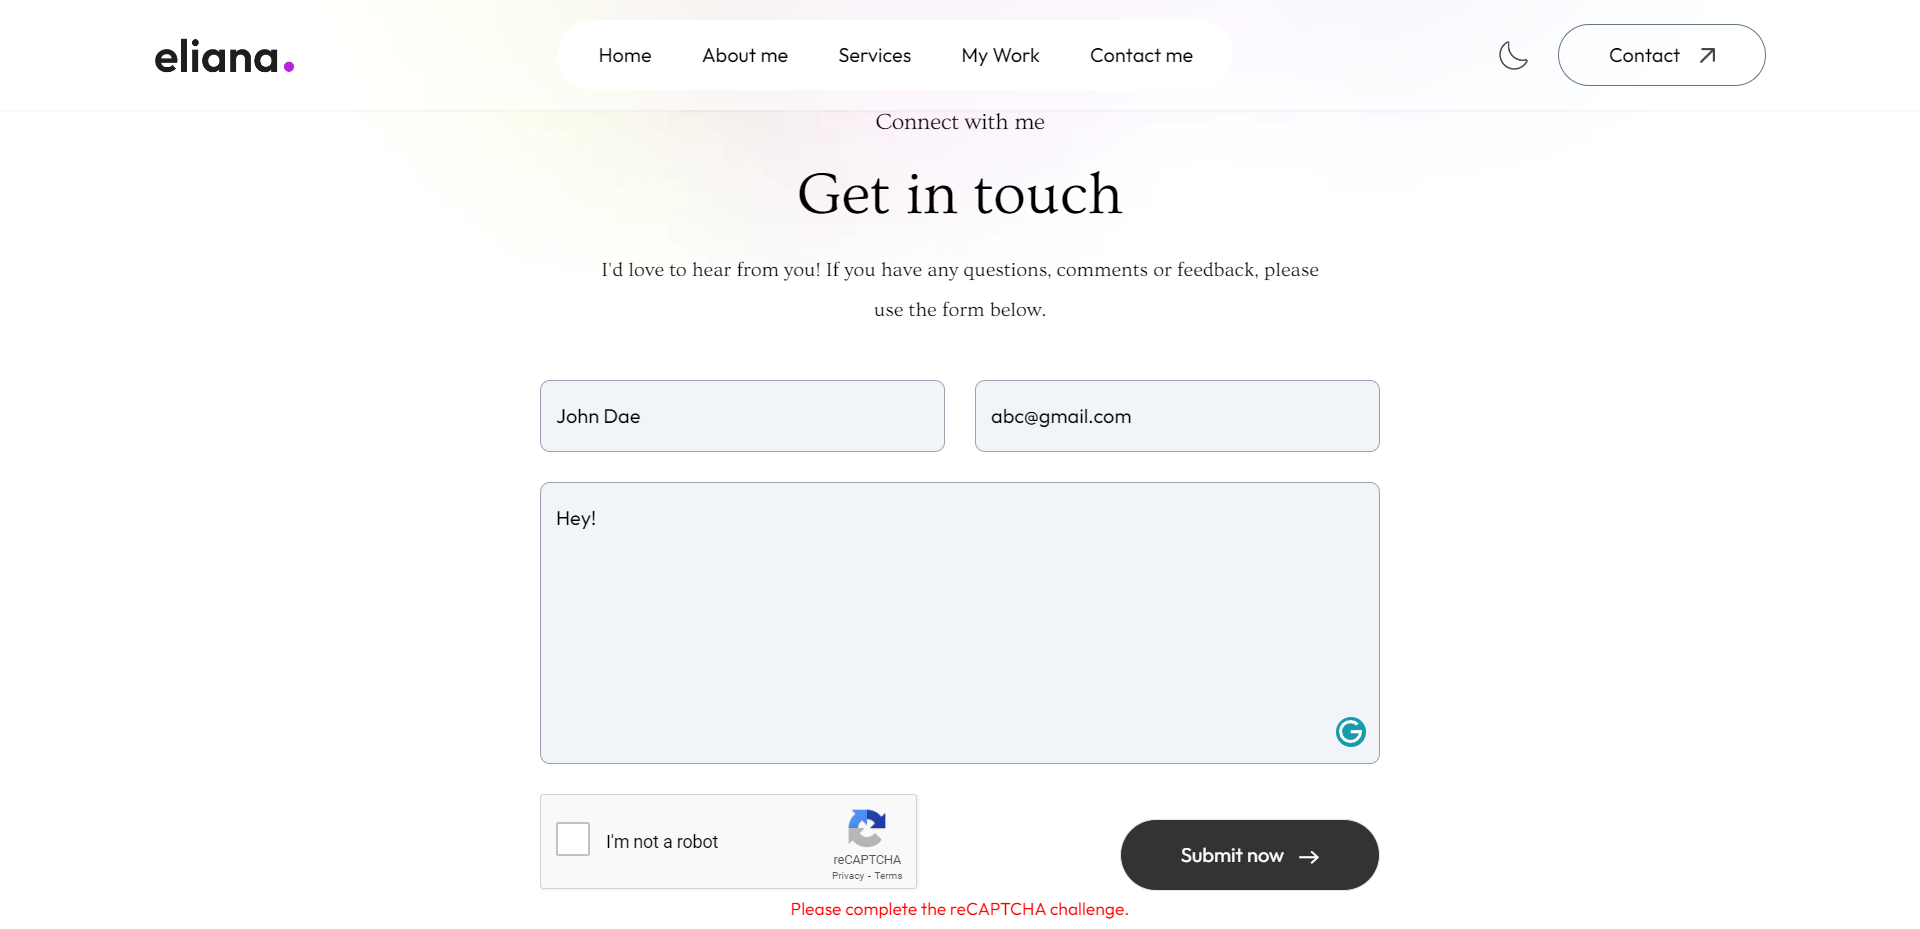 eliana.
Home
About me
Services
My Work
Contact me
Contact
Connect with me
Get in touch
I'd love to hear from you! If you have any questions, comments or feedback, please
use the form below.
John Dae
abc@gmail.com
Hey!
I'm not a robot
reCAPTCHA
Privacy - Terms
Submit now
Please complete the reCAPTCHA challenge.